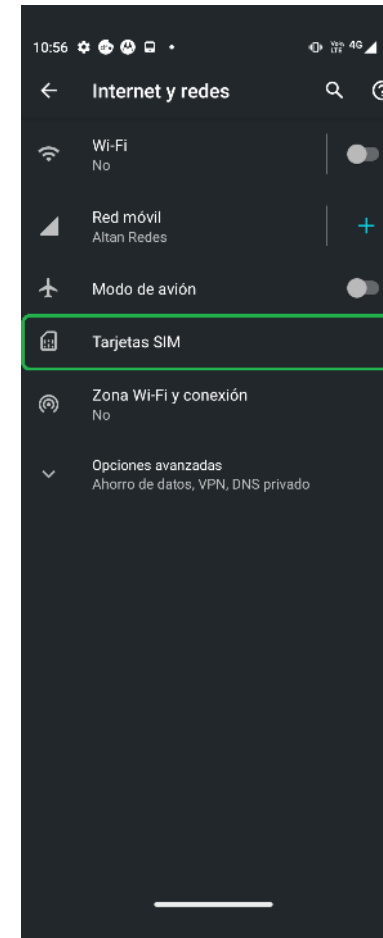 10:56
4G
Internet y redes
Wi-Fi
No
Red móvil
Altan Redes
Modo de avión
Tarjetas SIM
Zona Wi-Fi y conexión
No
Opciones avanzadas
Ahorro de datos, VPN, DNS privado